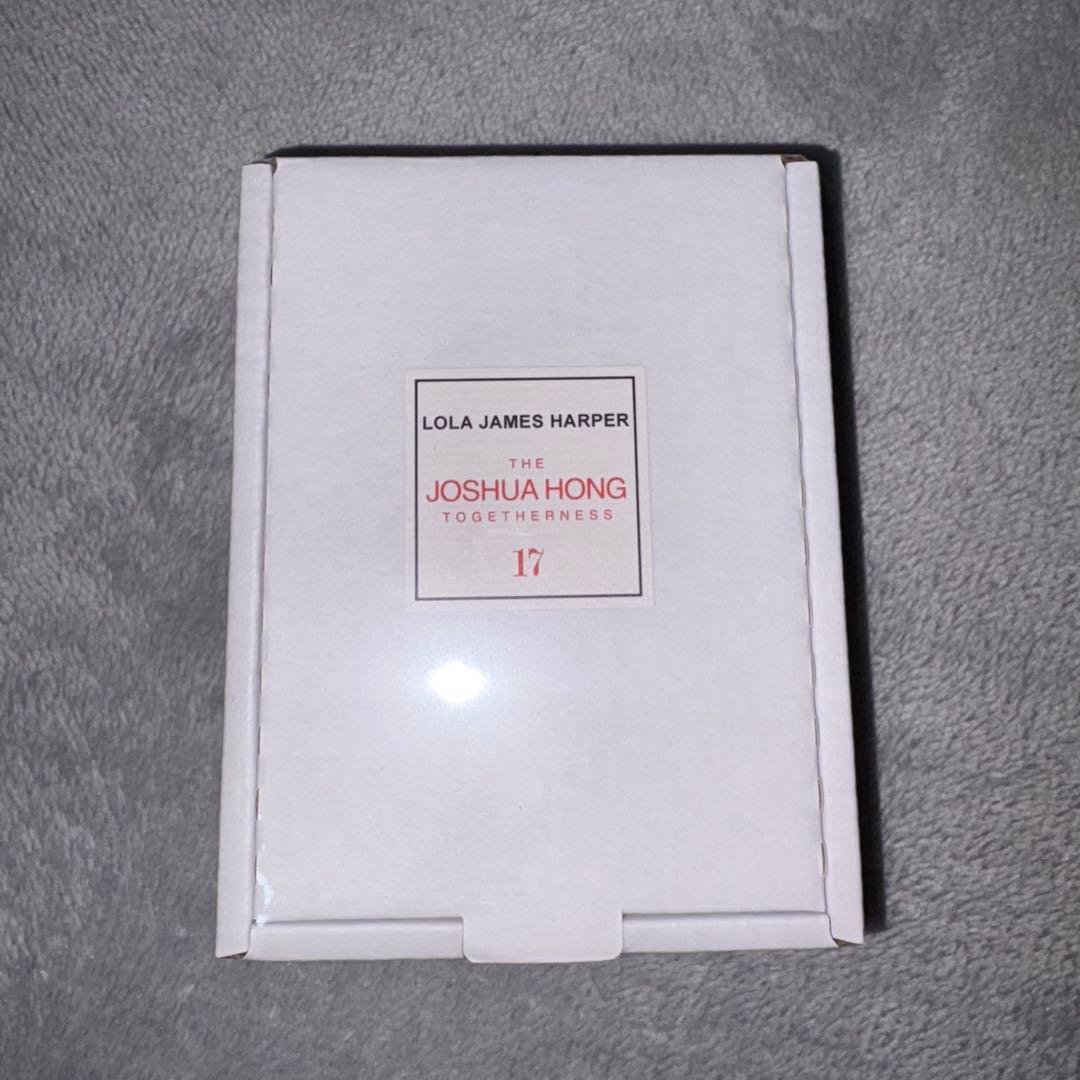 LOLA JAMES HARPER
THE
JOSHUA HONG
TOGETHERNESS
17